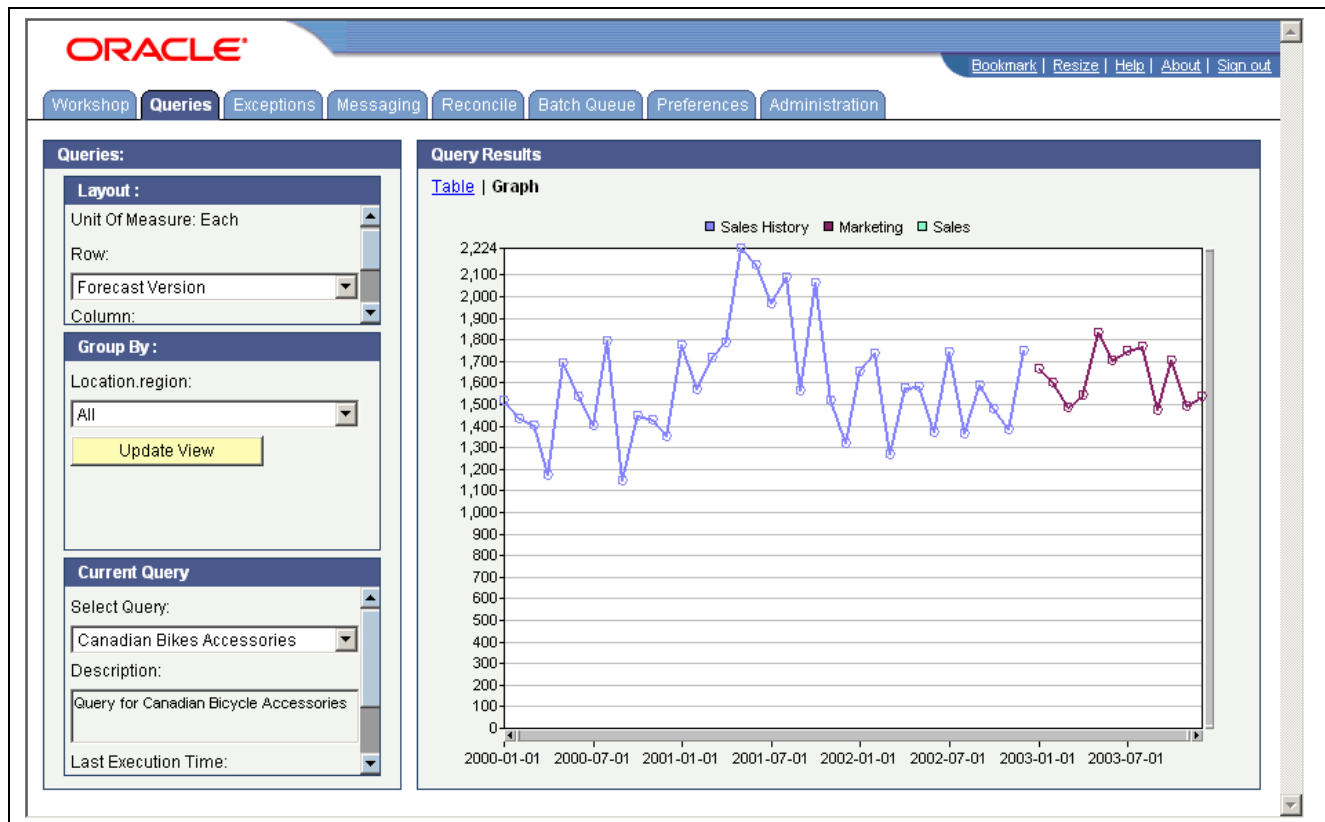 ORACLE
Bookmark | Resize | Help | About | Sign out
Workshop Queries Exceptions Messaging Reconcile Batch Queue Preferences Administration
Queries:
Layout :
Unit Of Measure: Each
Row:
Forecast Version
Column:
Group By :
Location.region:
All
Update View
Current Query
Select Query:
Canadian Bikes Accessories
Description:
Query for Canadian Bicycle Accessories
Last Execution Time:
Query Results
Table | Graph
Sales History Marketing Sales
2,224
2,100
2,000
1,900
1,800
1,700
1,600
1,500
1,400
1,300
1,200
1,100
1,000
900
800
700
600
500
400
300
200
100
0
2000-01-01 2000-07-01 2001-01-01 2001-07-01 2002-01-01 2002-07-01 2003-01-01 2003-07-01